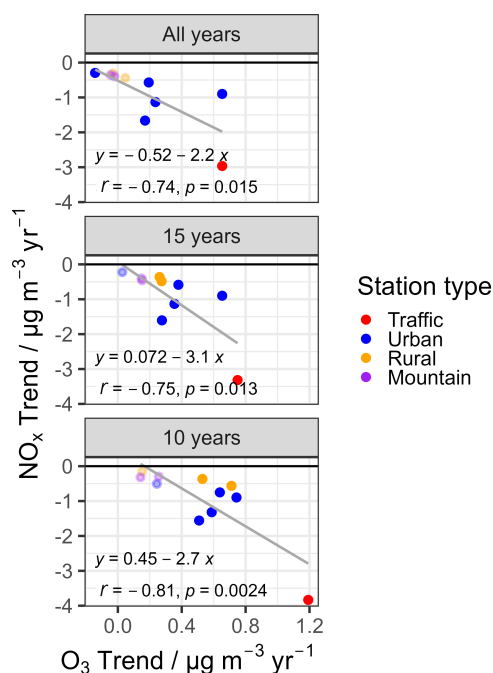 All years
0
-1
-2
-3
-4
y = − 0.52 − 2.2 x
r = − 0.74, p = 0.015
15 years
0
-1
-2
-3
-4
y = 0.072 − 3.1 x
r = − 0.75, p = 0.013
10 years
0
-1
-2
-3
-4
y = 0.45 − 2.7 x
r = − 0.81, p = 0.0024
0.0 0.4 0.8 1.2
O₃ Trend / µg m⁻³ yr⁻¹
NOₓ Trend / µg m⁻³ yr⁻¹
Station type
Traffic
Urban
Rural
Mountain